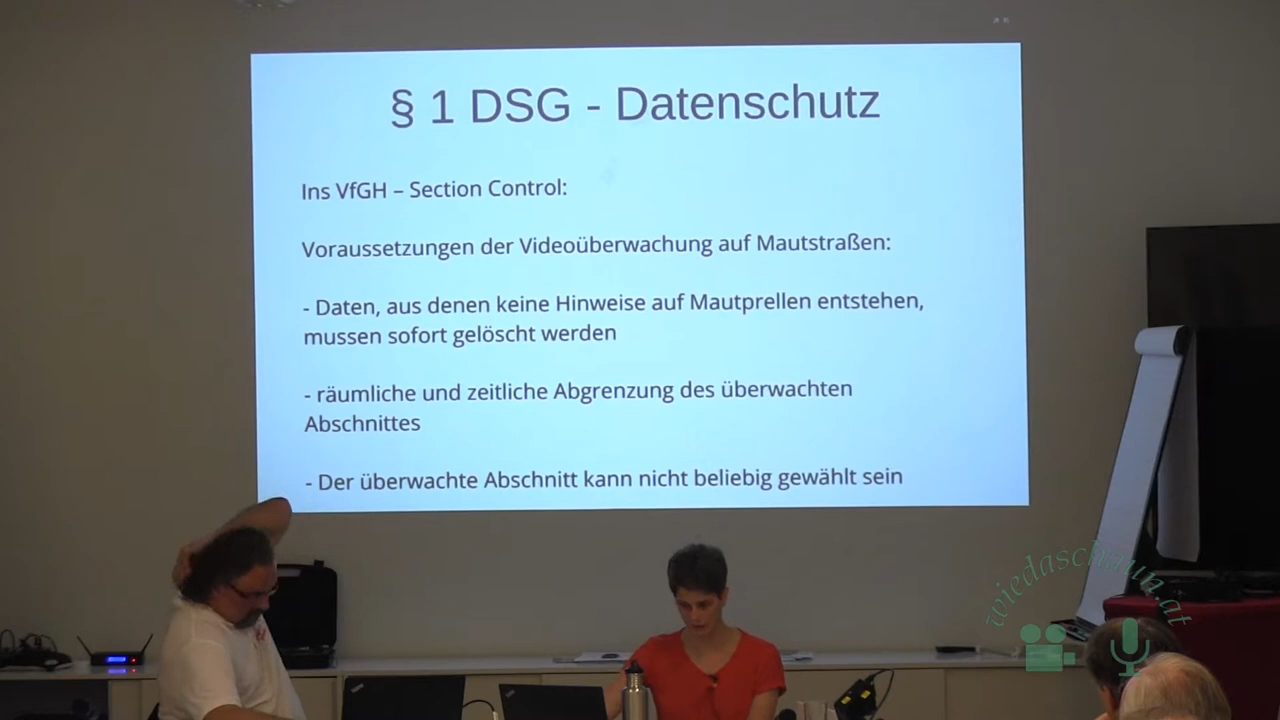 § 1 DSG - Datenschutz
Ins VfGH – Section Control:
Voraussetzungen der Videoüberwachung auf Mautstraßen:
- Daten, aus denen keine Hinweise auf Mautprellen entstehen,
mussen sofort gelöscht werden
- räumliche und zeitliche Abgrenzung des überwachten
Abschnittes
- Der überwachte Abschnitt kann nicht beliebig gewählt sein
wiedaschaun.at